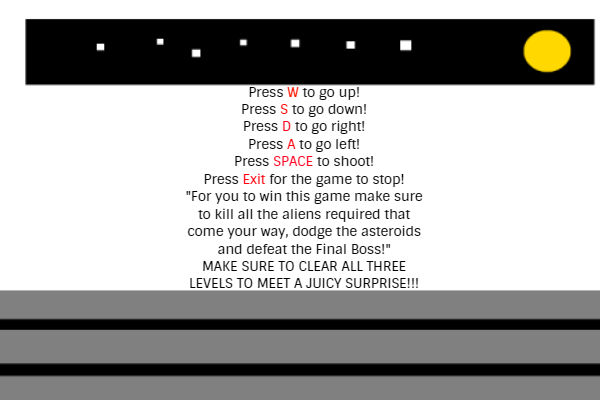 Press W to go up!
Press S to go down!
Press D to go right!
Press A to go left!
Press SPACE to shoot!
Press Exit for the game to stop!
"For you to win this game make sure
to kill all the aliens required that
come your way, dodge the asteroids
and defeat the Final Boss!"
MAKE SURE TO CLEAR ALL THREE
LEVELS TO MEET A JUICY SURPRISE!!!